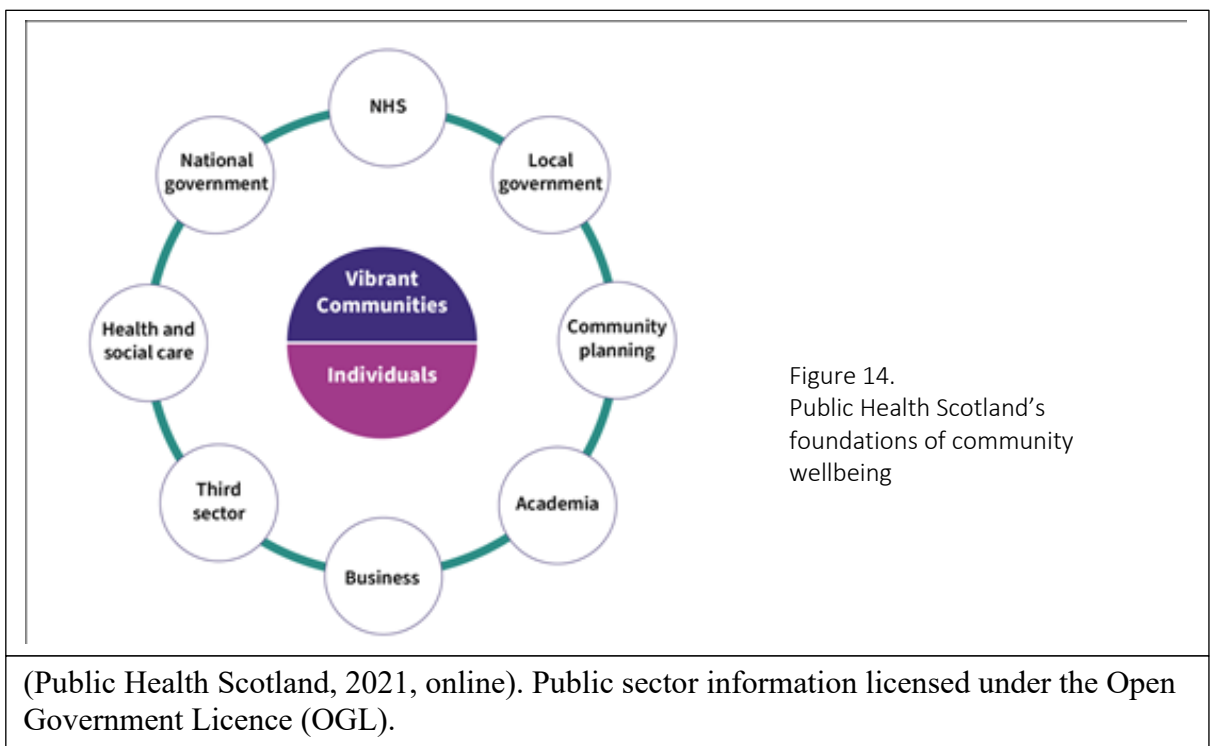 NHS
National
government
Local
government
Vibrant
Communities
Health and
social care
Community
planning
Individuals
Figure 14.
Public Health Scotland’s
foundations of community
wellbeing
Third
sector
Academia
Business
(Public Health Scotland, 2021, online). Public sector information licensed under the Open
Government Licence (OGL).